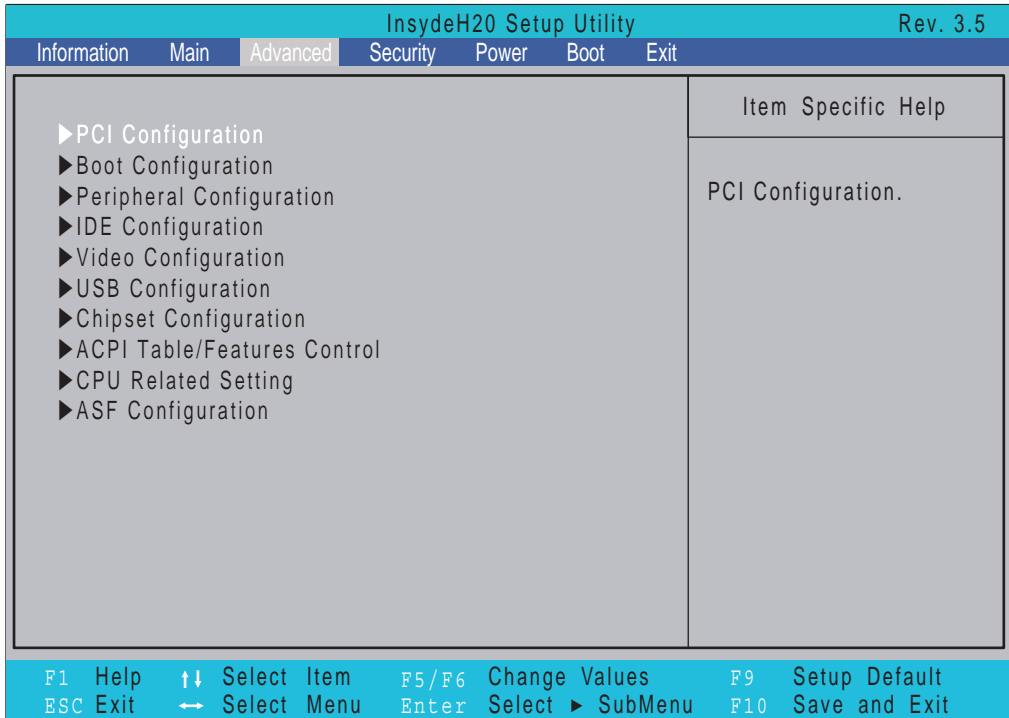 InsydeH20 Setup Utility Rev. 3.5
Information Main Advanced Security Power Boot Exit
Item Specific Help
▶PCI Configuration
▶Boot Configuration
▶Peripheral Configuration
▶IDE Configuration
▶Video Configuration
▶USB Configuration
▶Chipset Configuration
▶ACPI Table/Features Control
▶CPU Related Setting
▶ASF Configuration
PCI Configuration.
F1 Help ↑↓ Select Item F5/F6 Change Values F9 Setup Default
ESC Exit ↔ Select Menu Enter Select ▶ SubMenu F10 Save and Exit